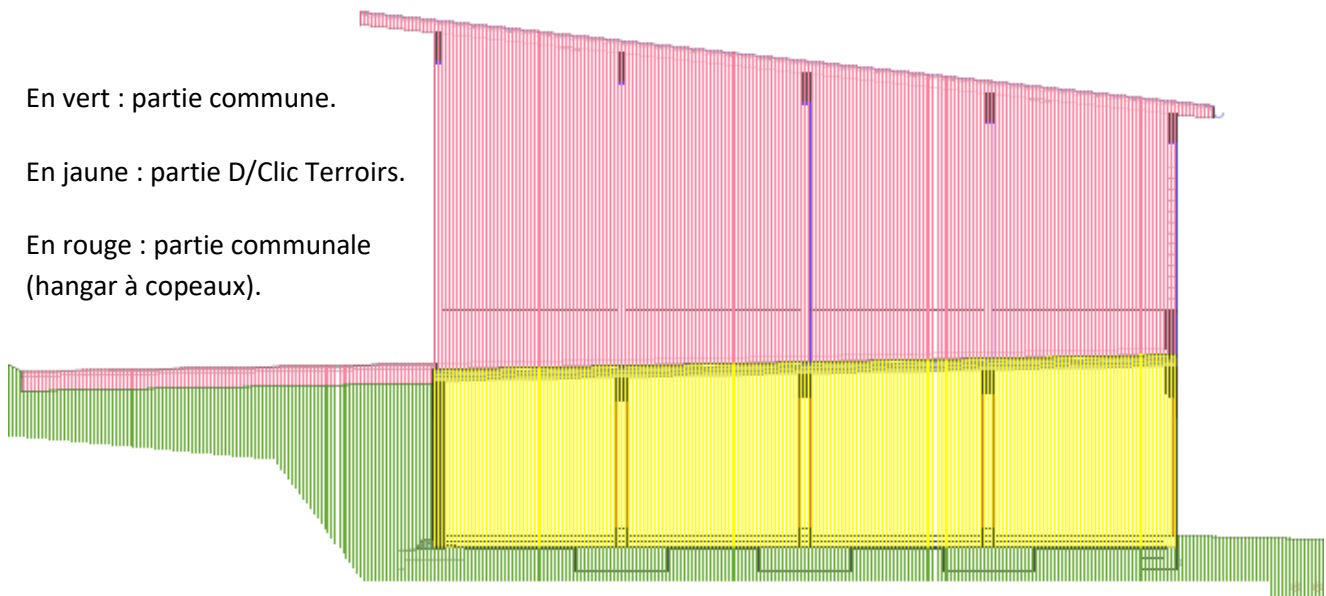 En vert : partie commune.
En jaune : partie D/Clic Terroirs.
En rouge : partie communale
(hangar à copeaux).